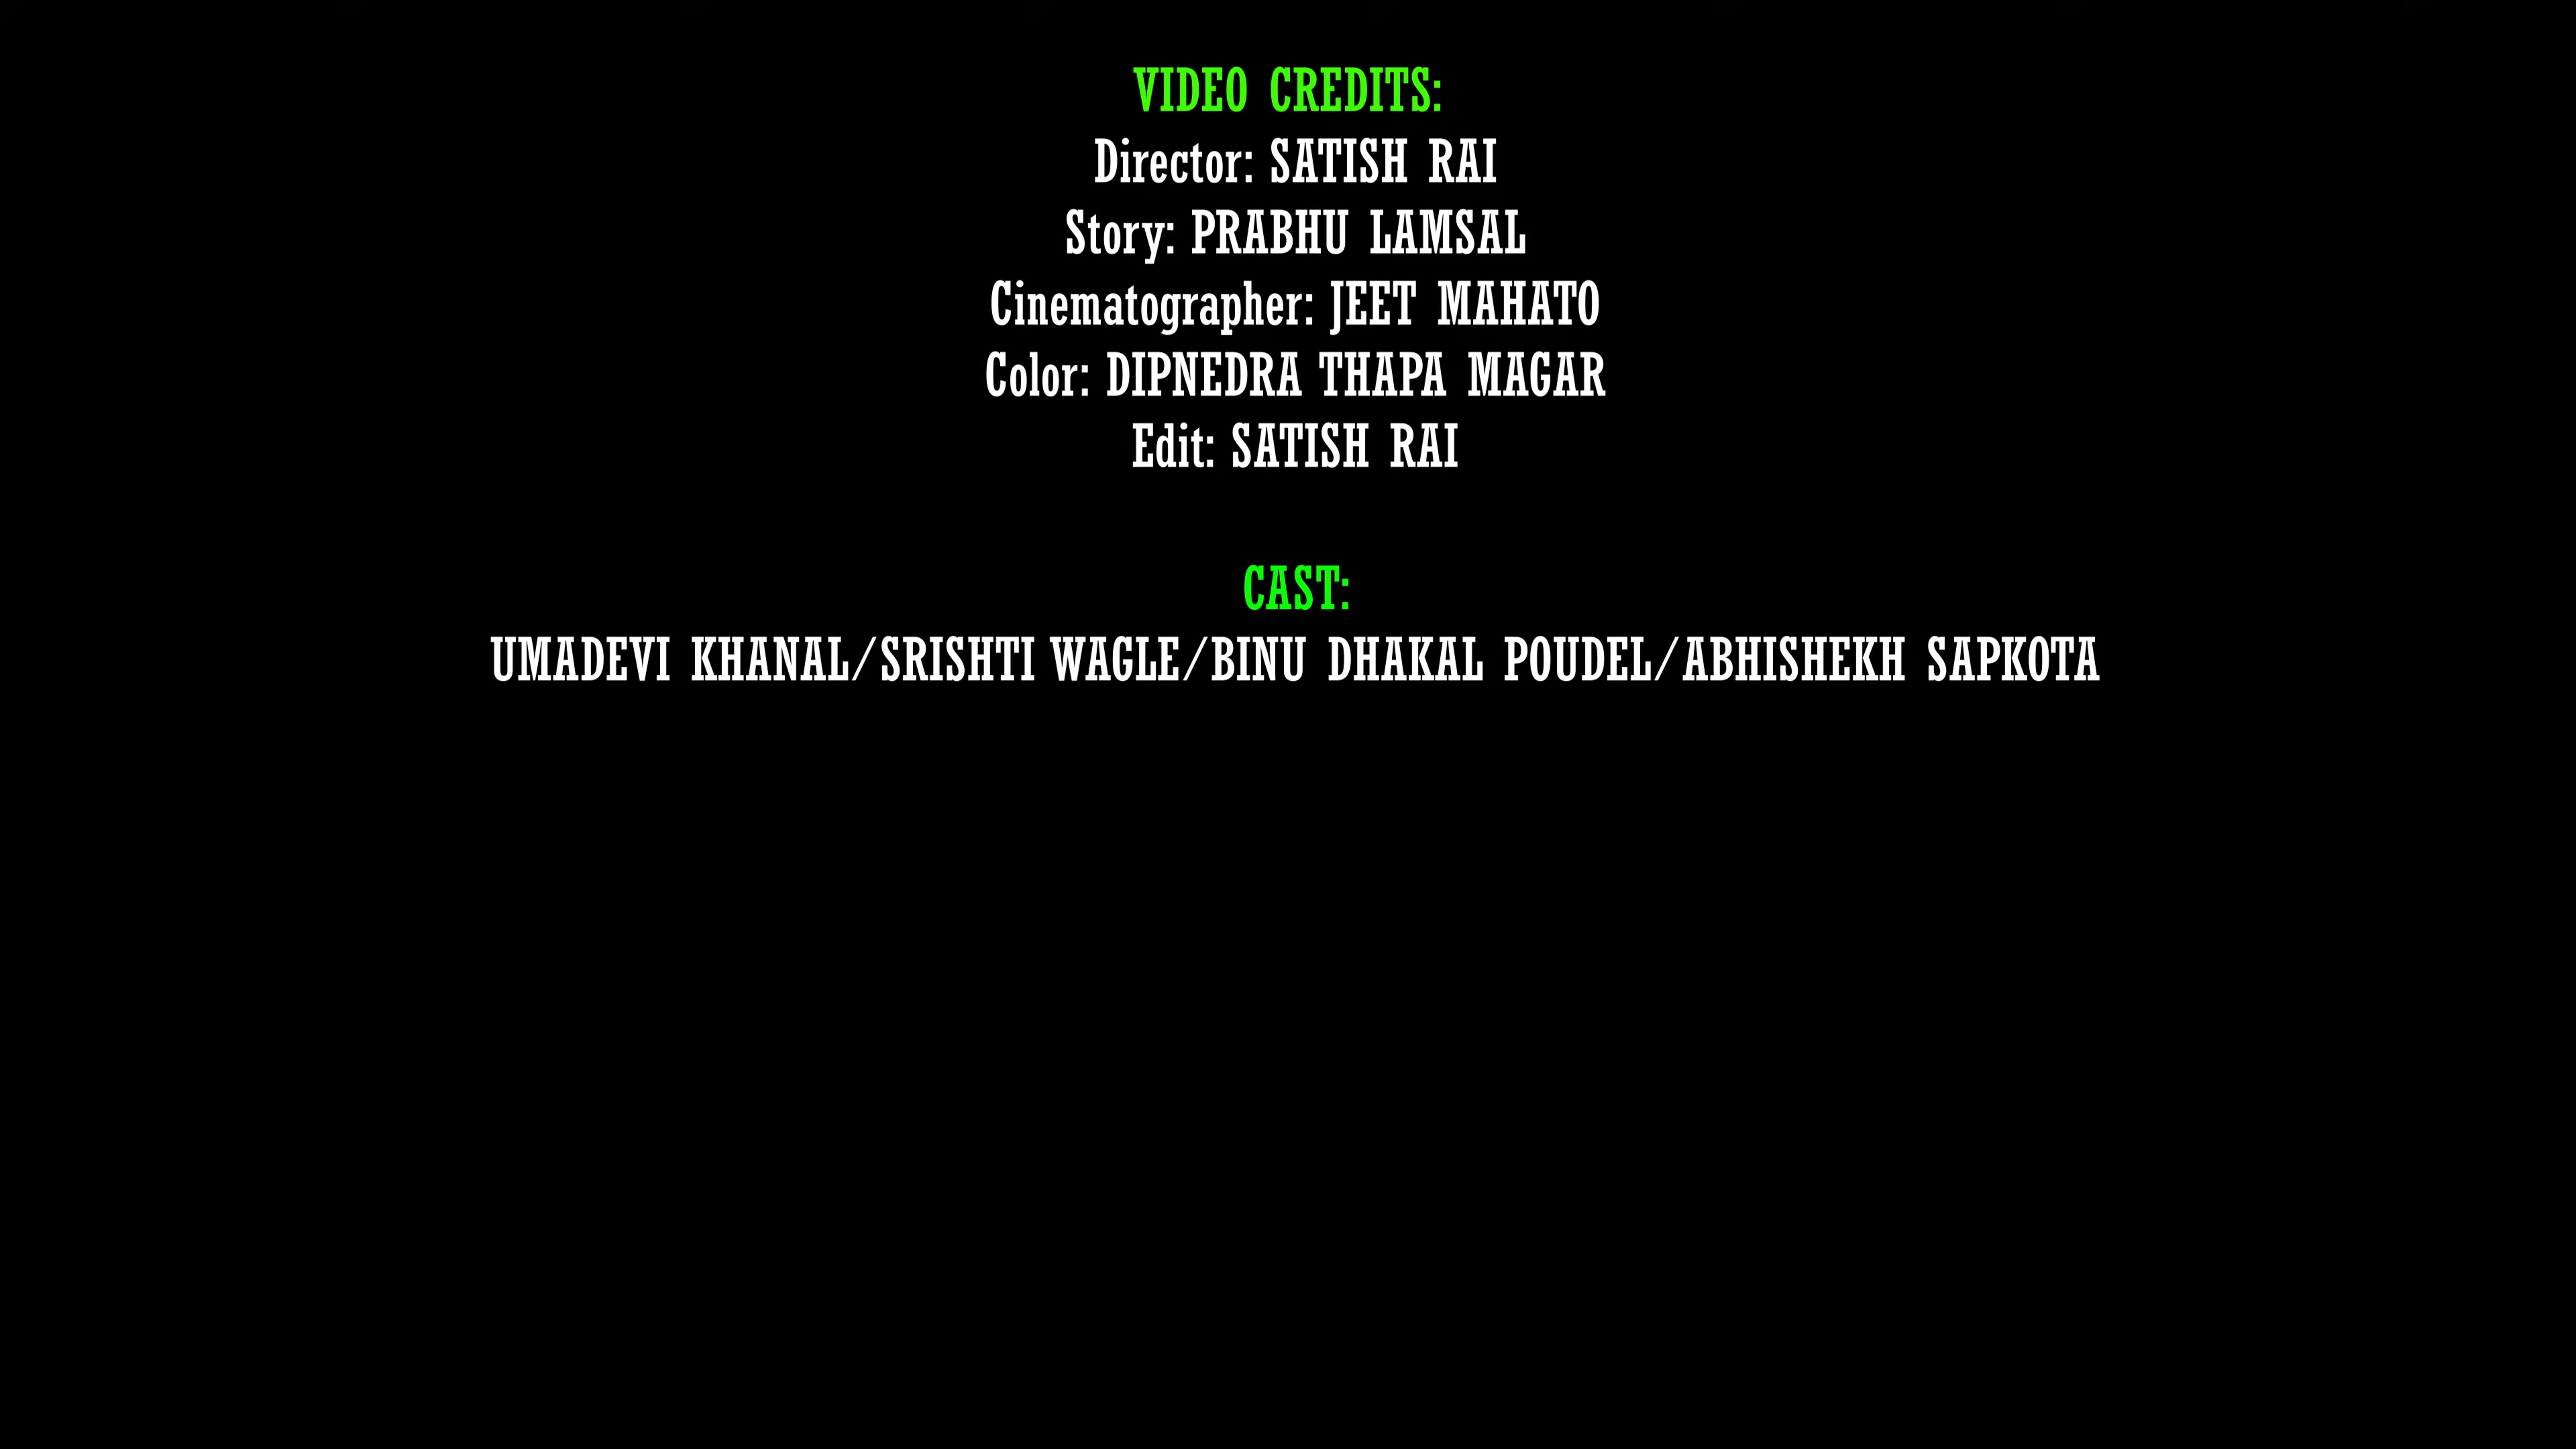 VIDEO CREDITS:
Director: SATISH RAI
Story: PRABHU LAMSAL
Cinematographer: JEET MAHATO
Color: DIPNEDRA THAPA MAGAR
Edit: SATISH RAI
CAST:
UMADEVI KHANAL/SRISHTI WAGLE/BINU DHAKAL POUDEL/ABHISHEKH SAPKOTA